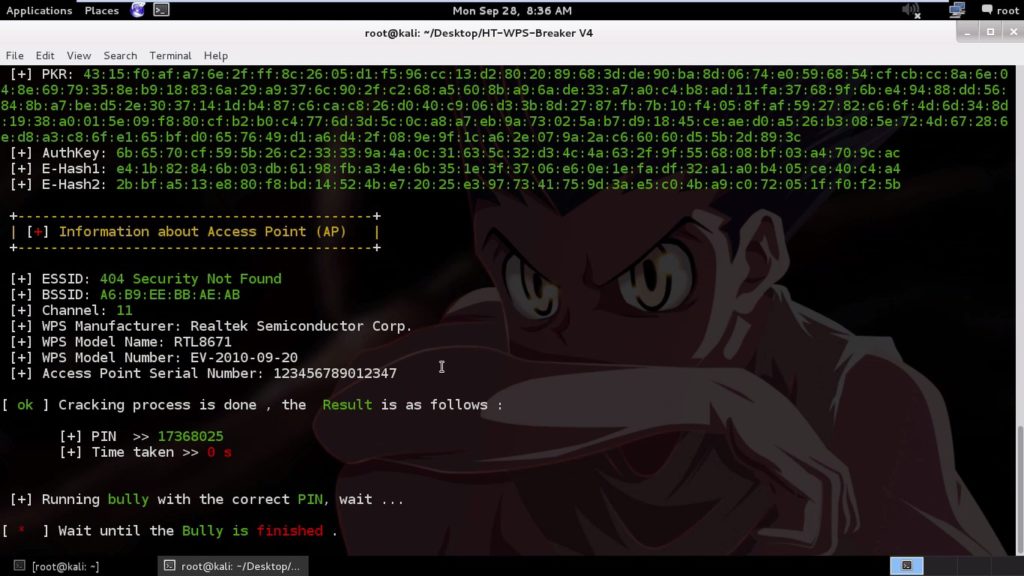 Applications Places Mon Sep 28, 8:36 AM root
root@kali: ~/Desktop/HT-WPS-Breaker V4
File Edit View Search Terminal Help
[+] PKR: 43:15:f0:af:a7:6e:2f:ff:8c:26:05:d1:f5:96:cc:13:d2:80:20:89:68:3d:de:90:ba:8d:06:74:e0:59:68:54:cf:cb:cc:8a:6e:0
4:8e:69:79:35:8e:b9:18:83:6a:29:a9:37:6c:90:2f:c2:68:a5:60:8b:a9:6a:de:33:a7:a0:c4:b8:ad:11:fa:37:68:9f:6b:e4:94:88:dd:56:
84:8b:a7:be:d5:2e:30:37:14:1d:b4:87:c6:ca:c8:26:d0:40:c9:06:d3:3b:8d:27:87:fb:7b:10:f4:05:8f:af:59:27:82:c6:6f:4d:6d:34:8d
:19:38:a0:01:5e:09:f8:80:cf:b2:b0:c4:77:6d:3d:5c:0c:a8:a7:eb:9a:73:02:5a:b7:d9:18:45:ce:ae:d0:a5:26:b3:08:5e:72:4d:67:28:6
e:d8:a3:c8:6f:e1:65:bf:d0:65:76:49:d1:a6:d4:2f:08:9e:9f:1c:a6:2e:07:9a:2a:c6:60:60:d5:5b:2d:89:3c
[+] AuthKey: 6b:65:70:cf:59:5b:26:c2:33:33:9a:4a:0c:31:63:5c:32:d3:4c:4a:63:2f:9f:55:68:08:bf:03:a4:70:9c:ac
[+] E-Hash1: e4:1b:82:84:6b:03:db:61:98:fb:a3:4e:6b:35:1e:3f:37:06:e6:0e:1e:fa:df:32:a1:a0:b4:05:ce:40:c4:a4
[+] E-Hash2: 2b:bf:a5:13:e8:80:f8:bd:14:52:4b:e7:20:25:e3:97:73:41:75:9d:3a:e5:c0:4b:a9:c0:72:05:1f:f0:f2:5b
+-------------------------------------------+
| [+] Information about Access Point (AP) |
+-------------------------------------------+
[+] ESSID: 404 Security Not Found
[+] BSSID: A6:B9:EE:BB:AE:AB
[+] Channel: 11
[+] WPS Manufacturer: Realtek Semiconductor Corp.
[+] WPS Model Name: RTL8671
[+] WPS Model Number: EV-2010-09-20
[+] Access Point Serial Number: 123456789012347
[ ok ] Cracking process is done , the Result is as follows :
[+] PIN >> 17368025
[+] Time taken >> 0 s
[+] Running bully with the correct PIN, wait ...
[ * ] Wait until the Bully is finished .
[root@kali: ~] root@kali: ~/Desktop/...